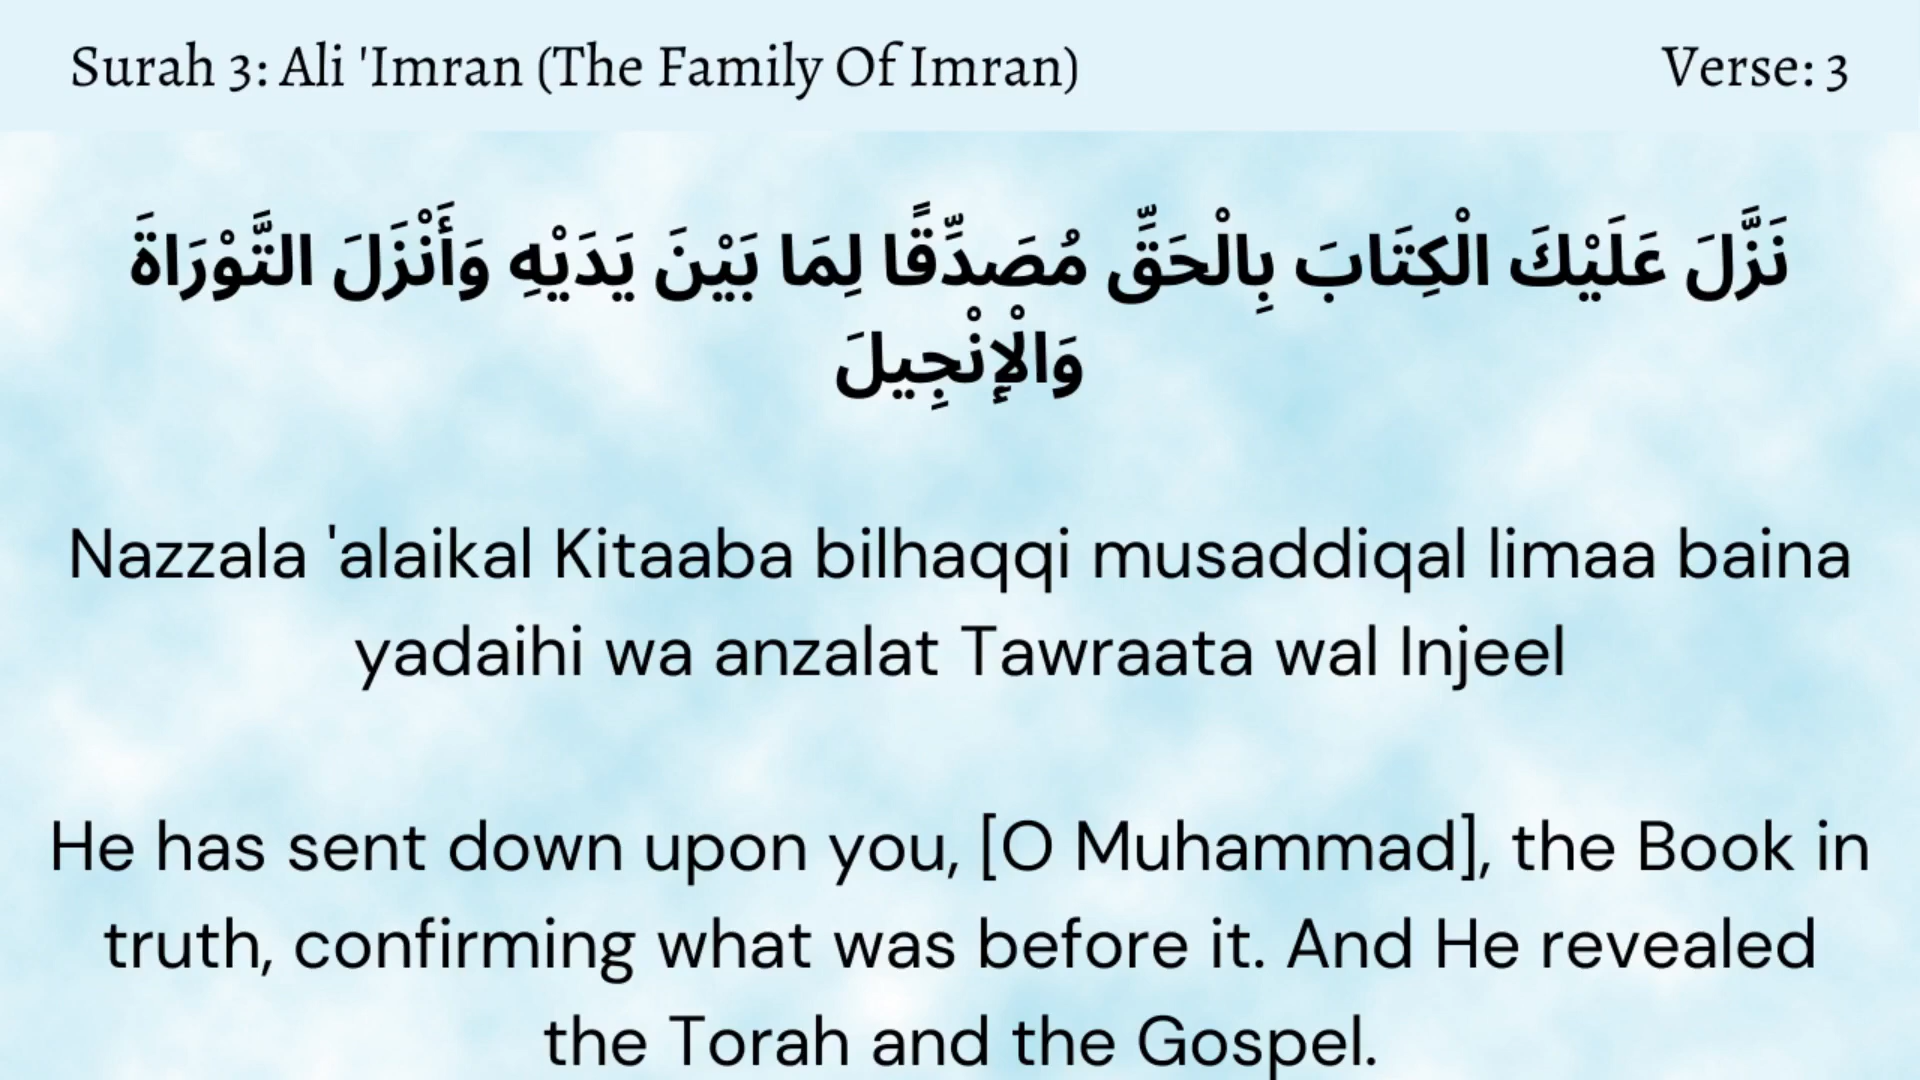 Surah 3: Ali 'Imran (The Family Of Imran)
Verse: 3
نَزَّلَ عَلَيْكَ الْكِتَابَ بِالْحَقِّ مُصَدِّقًا لِمَا بَيْنَ يَدَيْهِ وَأَنْزَلَ التَّوْرَاةَ
وَالْإِنْجِيلَ
Nazzala 'alaikal Kitaaba bilhaqqi musaddiqal limaa baina
yadaihi wa anzalat Tawraata wal Injeel
He has sent down upon you, [O Muhammad], the Book in
truth, confirming what was before it. And He revealed
the Torah and the Gospel.